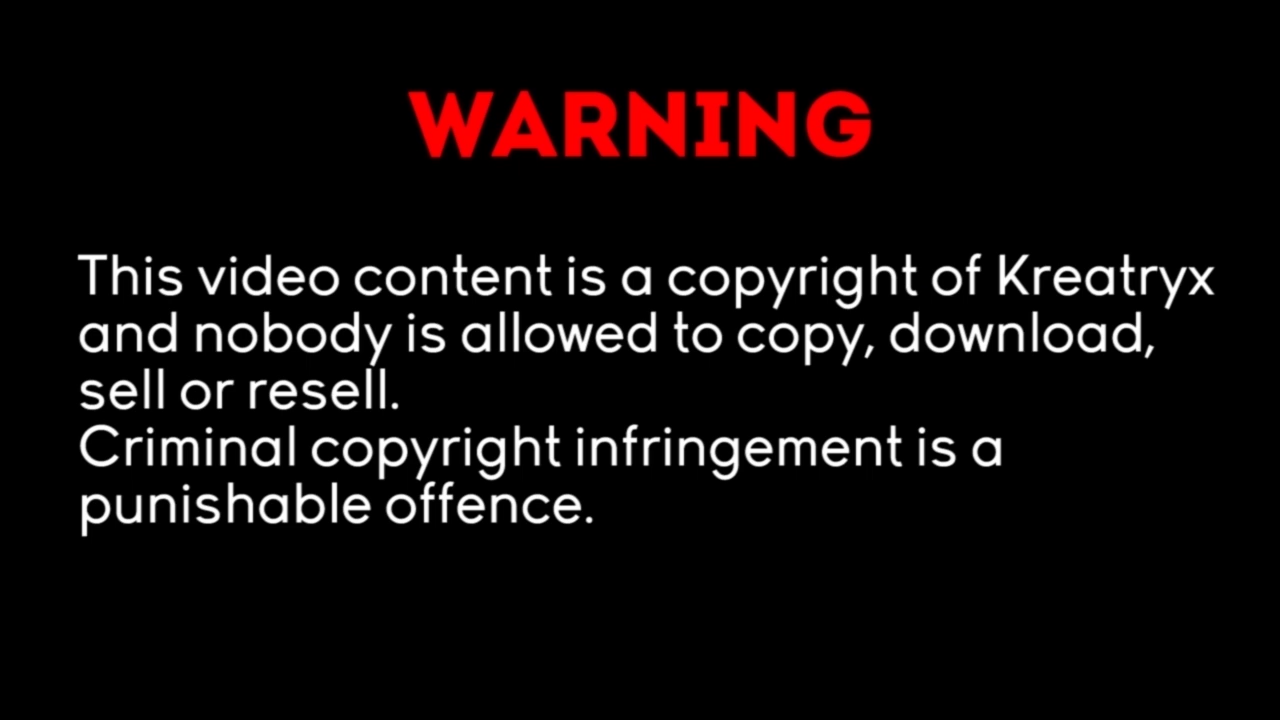 WARNING
This video content is a copyright of Kreatryx
and nobody is allowed to copy, download,
sell or resell.
Criminal copyright infringement is a
punishable offence.